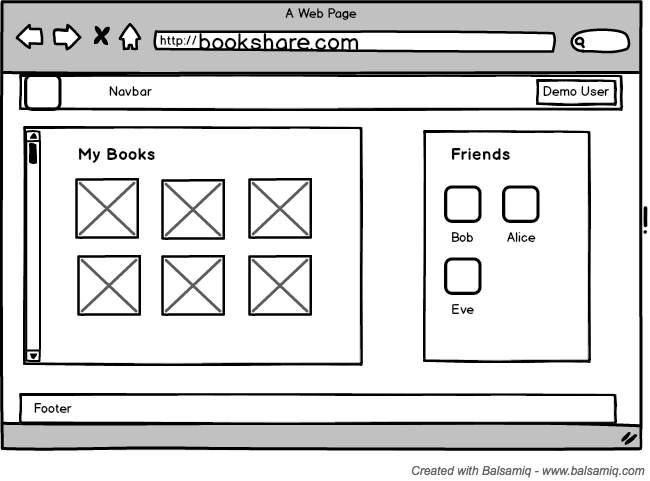 A Web Page
http://bookshare.com
Navbar
Demo User
My Books
Friends
Bob
Alice
Eve
Footer
!
Created with Balsamiq - www.balsamiq.com